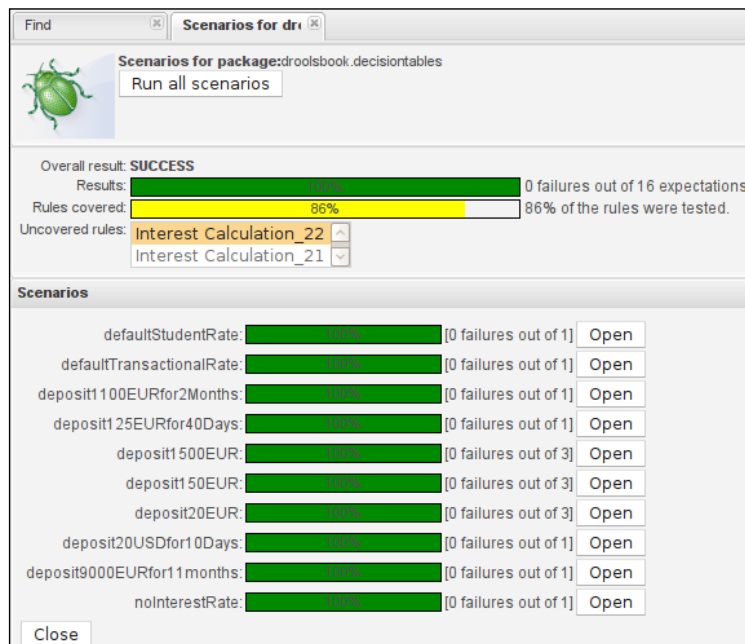 Find
Scenarios for dr
Scenarios for package:droolsbook.decisiontables
Run all scenarios
Overall result: SUCCESS
Results: 100% 0 failures out of 16 expectations
Rules covered: 86% 86% of the rules were tested.
Uncovered rules: Interest Calculation_22
Interest Calculation_21
Scenarios
defaultStudentRate: 100% [0 failures out of 1] Open
defaultTransactionalRate: 100% [0 failures out of 1] Open
deposit1100EURfor2Months: 100% [0 failures out of 1] Open
deposit125EURfor40Days: 100% [0 failures out of 1] Open
deposit1500EUR: 100% [0 failures out of 3] Open
deposit150EUR: 100% [0 failures out of 3] Open
deposit20EUR: 100% [0 failures out of 3] Open
deposit20USDfor10Days: 100% [0 failures out of 1] Open
deposit9000EURfor11months: 100% [0 failures out of 1] Open
noInterestRate: 100% [0 failures out of 1] Open
Close